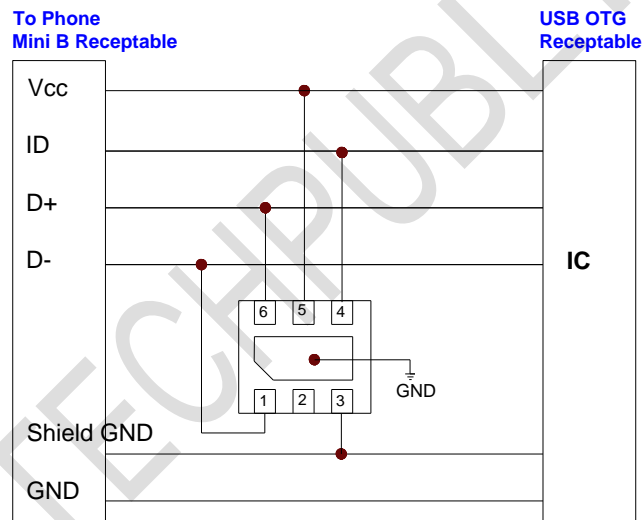 To Phone
Mini B Receptable
USB OTG
Receptable
Vcc
ID
D+
D-
IC
6 5 4
GND
1 2 3
Shield GND
GND